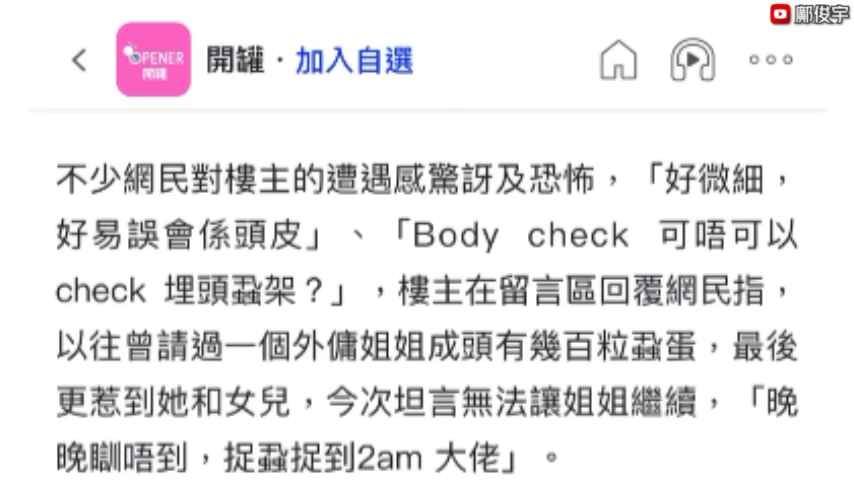 鄺俊宇
OPENER
開罐
開罐・加入自選
不少網民對樓主的遭遇感驚訝及恐怖，「好微細，
好易誤會係頭皮」、「Body check 可唔可以
check 埋頭蝨架？」，樓主在留言區回覆網民指，
以往曾請過一個外傭姐姐成頭有幾百粒蝨蛋，最後
更惹到她和女兒，今次坦言無法讓姐姐繼續，「晚
晚瞓唔到，捉蝨捉到2am 大佬」。